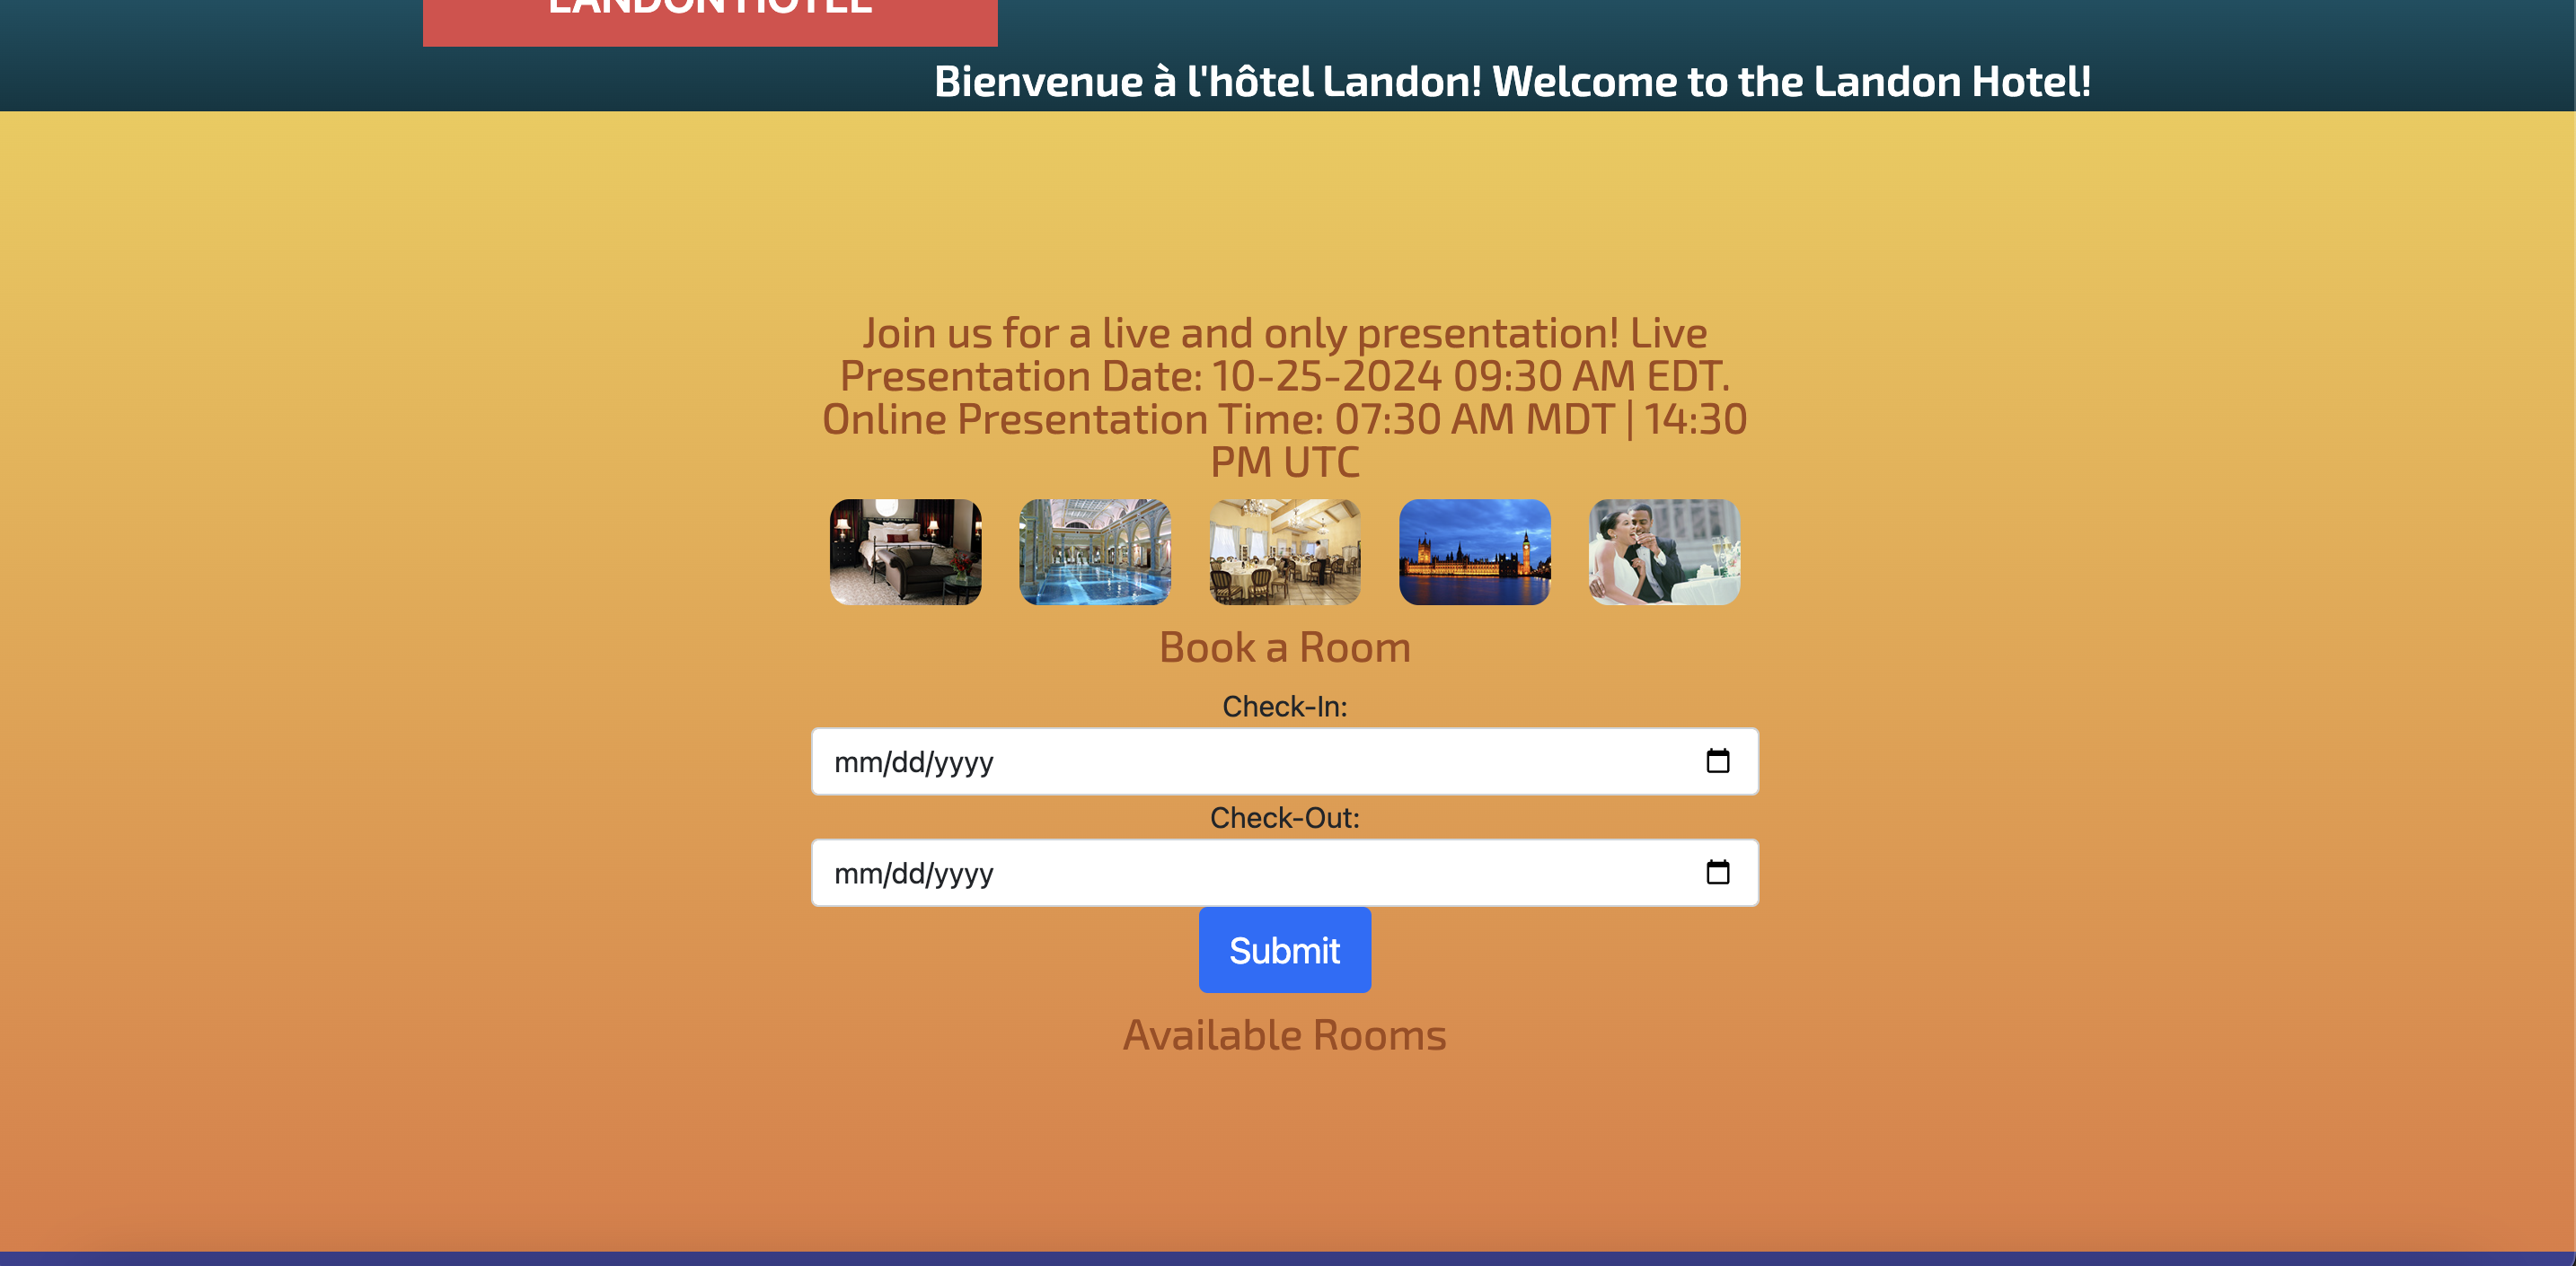 LANDON HOTEL
Bienvenue à l'hôtel Landon! Welcome to the Landon Hotel!
Join us for a live and only presentation! Live
Presentation Date: 10-25-2024 09:30 AM EDT.
Online Presentation Time: 07:30 AM MDT | 14:30
PM UTC
Book a Room
Check-In:
mm/dd/yyyy
Check-Out:
mm/dd/yyyy
Submit
Available Rooms